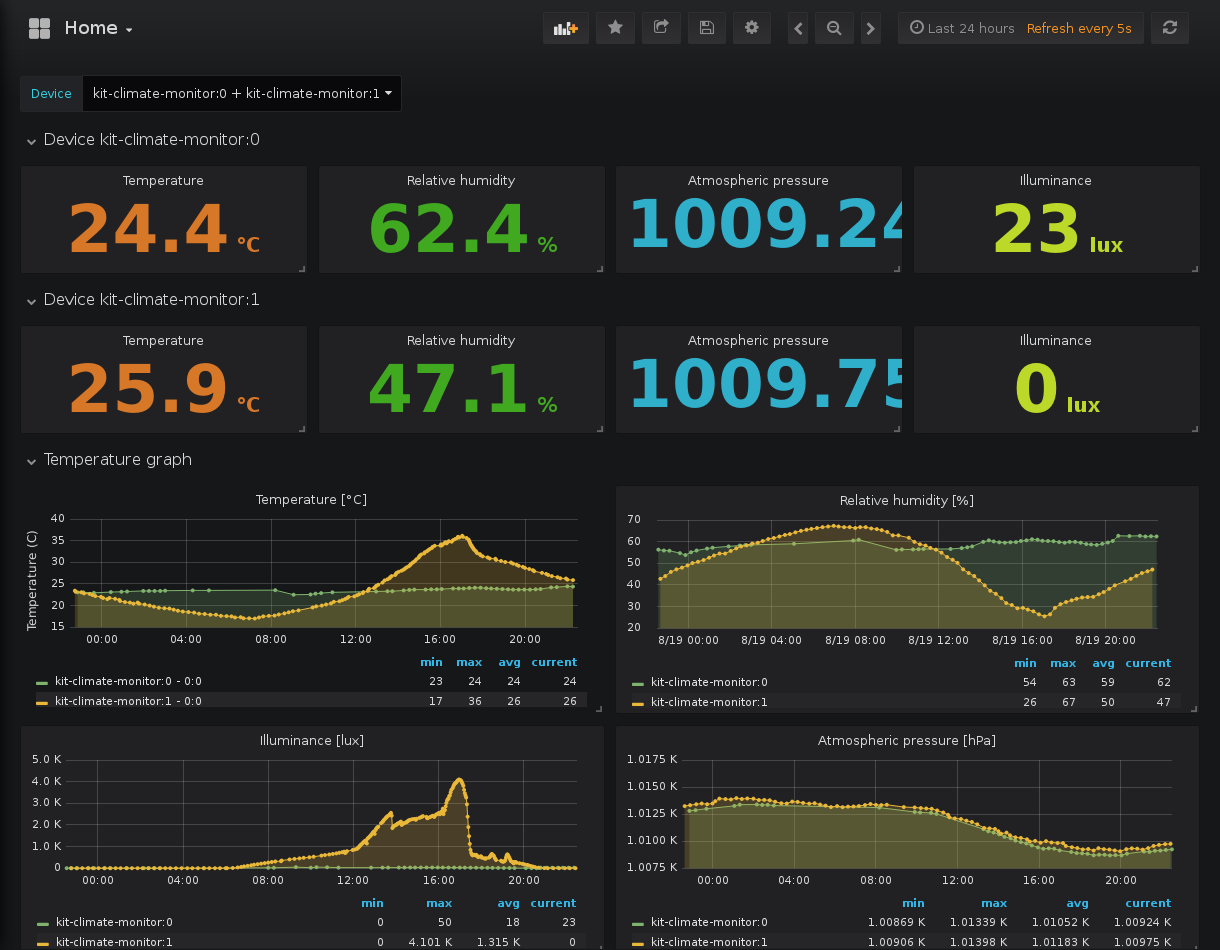 Home
Last 24 hours Refresh every 5s
Device kit-climate-monitor:0 + kit-climate-monitor:1
Device kit-climate-monitor:0
Temperature Relative humidity Atmospheric pressure Illuminance
24.4 °C 62.4 % 1009.24 23 lux
Device kit-climate-monitor:1
Temperature Relative humidity Atmospheric pressure Illuminance
25.9 °C 47.1 % 1009.75 0 lux
Temperature graph
Temperature [°C]
Temperature (C)
40
35
30
25
20
15
00:00 04:00 08:00 12:00 16:00 20:00
min max avg current
kit-climate-monitor:0 - 0:0 23 24 24 24
kit-climate-monitor:1 - 0:0 17 36 26 26
Relative humidity [%]
70
60
50
40
30
20
8/19 00:00 8/19 04:00 8/19 08:00 8/19 12:00 8/19 16:00 8/19 20:00
min max avg current
kit-climate-monitor:0 54 63 59 62
kit-climate-monitor:1 26 67 50 47
Illuminance [lux]
5.0 K
4.0 K
3.0 K
2.0 K
1.0 K
0
00:00 04:00 08:00 12:00 16:00 20:00
min max avg current
kit-climate-monitor:0 0 50 18 23
kit-climate-monitor:1 0 4.101 K 1.315 K 0
Atmospheric pressure [hPa]
1.0175 K
1.0150 K
1.0125 K
1.0100 K
1.0075 K
00:00 04:00 08:00 12:00 16:00 20:00
min max avg current
kit-climate-monitor:0 1.00869 K 1.01339 K 1.01052 K 1.00924 K
kit-climate-monitor:1 1.00906 K 1.01398 K 1.01183 K 1.00975 K